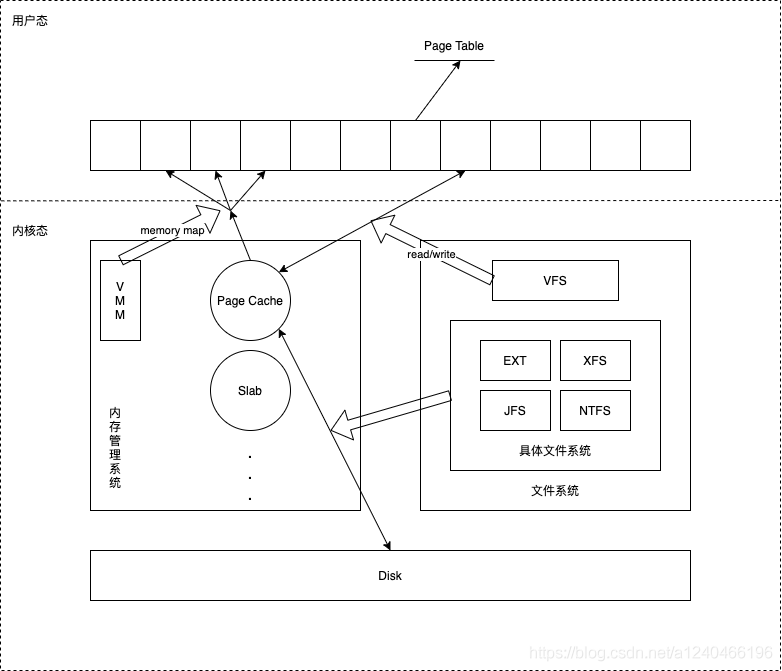 用户态
Page Table
内核态
memory map
read/write
V
M
M
Page Cache
VFS
Slab
EXT
XFS
JFS
NTFS
内
存
管
理
系
统
具体文件系统
文件系统
Disk
https://blog.csdn.net/a1240466196